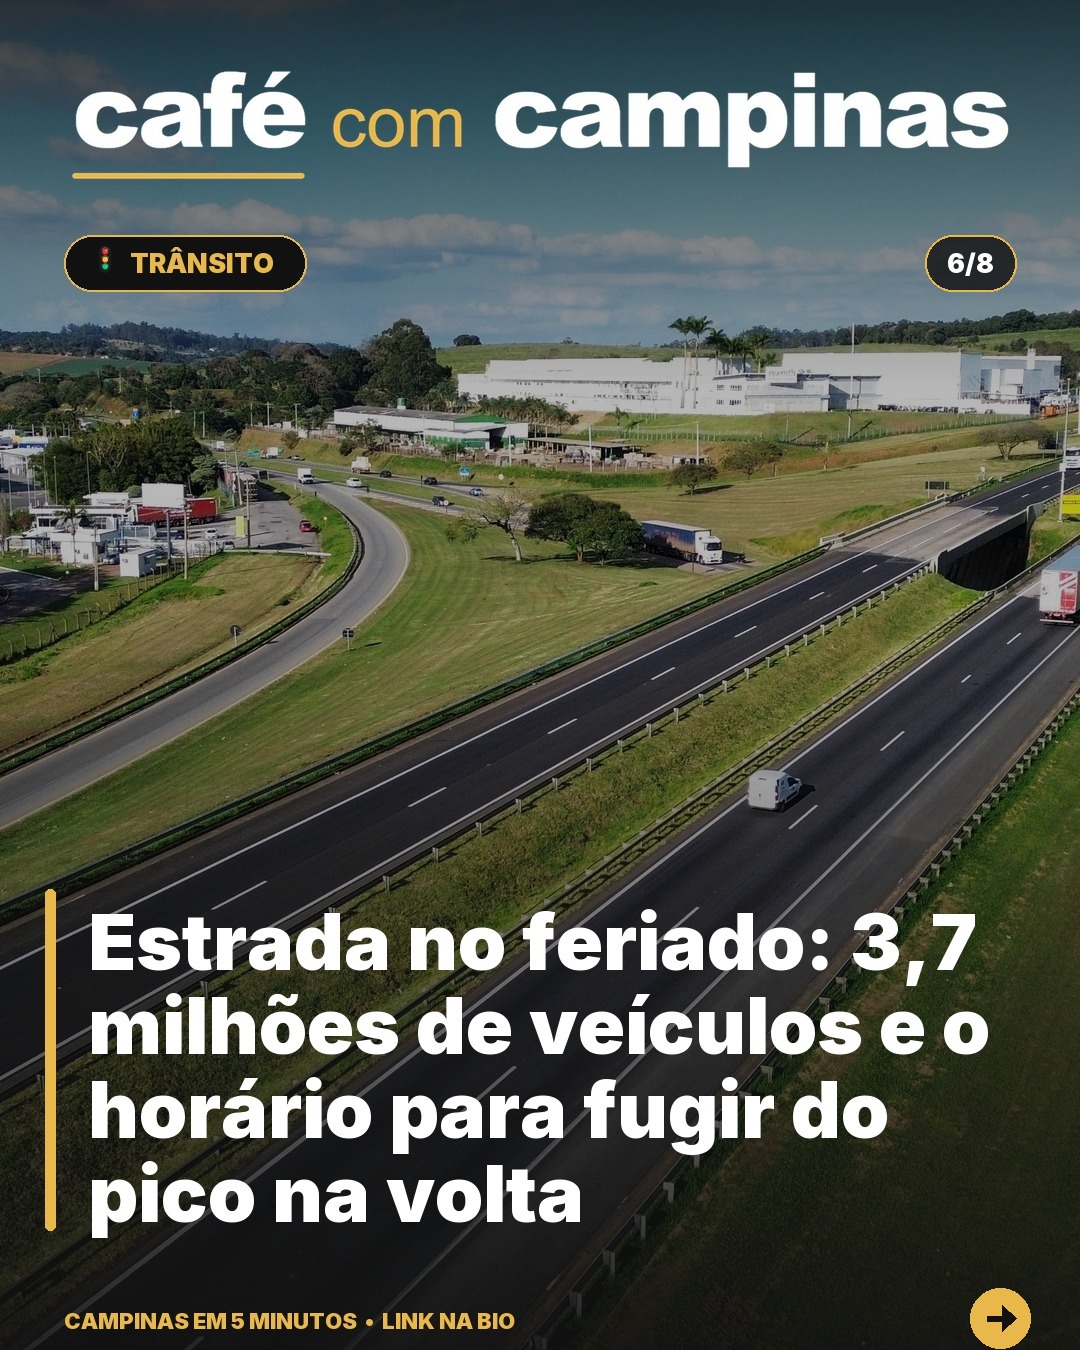 café com campinas
TRÂNSITO
6/8
Estrada no feriado: 3,7
milhões de veículos e o
horário para fugir do
pico na volta
CAMPINAS EM 5 MINUTOS • LINK NA BIO